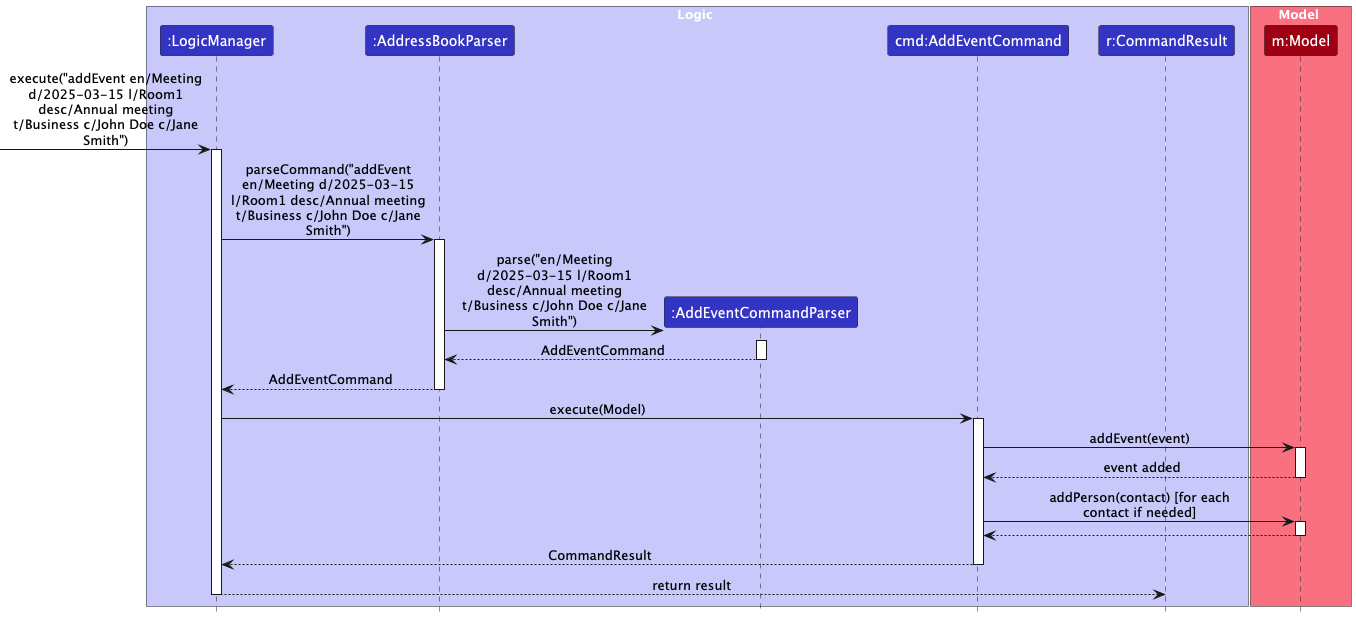 Logic
Model
:LogicManager
:AddressBookParser
cmd:AddEventCommand
r:CommandResult
m:Model
execute("addEvent en/Meeting
d/2025-03-15 l/Room1
desc/Annual meeting
t/Business c/John Doe c/Jane
Smith")
parseCommand("addEvent
en/Meeting d/2025-03-15
l/Room1 desc/Annual meeting
t/Business c/John Doe c/Jane
Smith")
parse("en/Meeting
d/2025-03-15 l/Room1
desc/Annual meeting
t/Business c/John Doe c/Jane
Smith")
:AddEventCommandParser
AddEventCommand
AddEventCommand
execute(Model)
addEvent(event)
event added
addPerson(contact) [for each
contact if needed]
CommandResult
return result